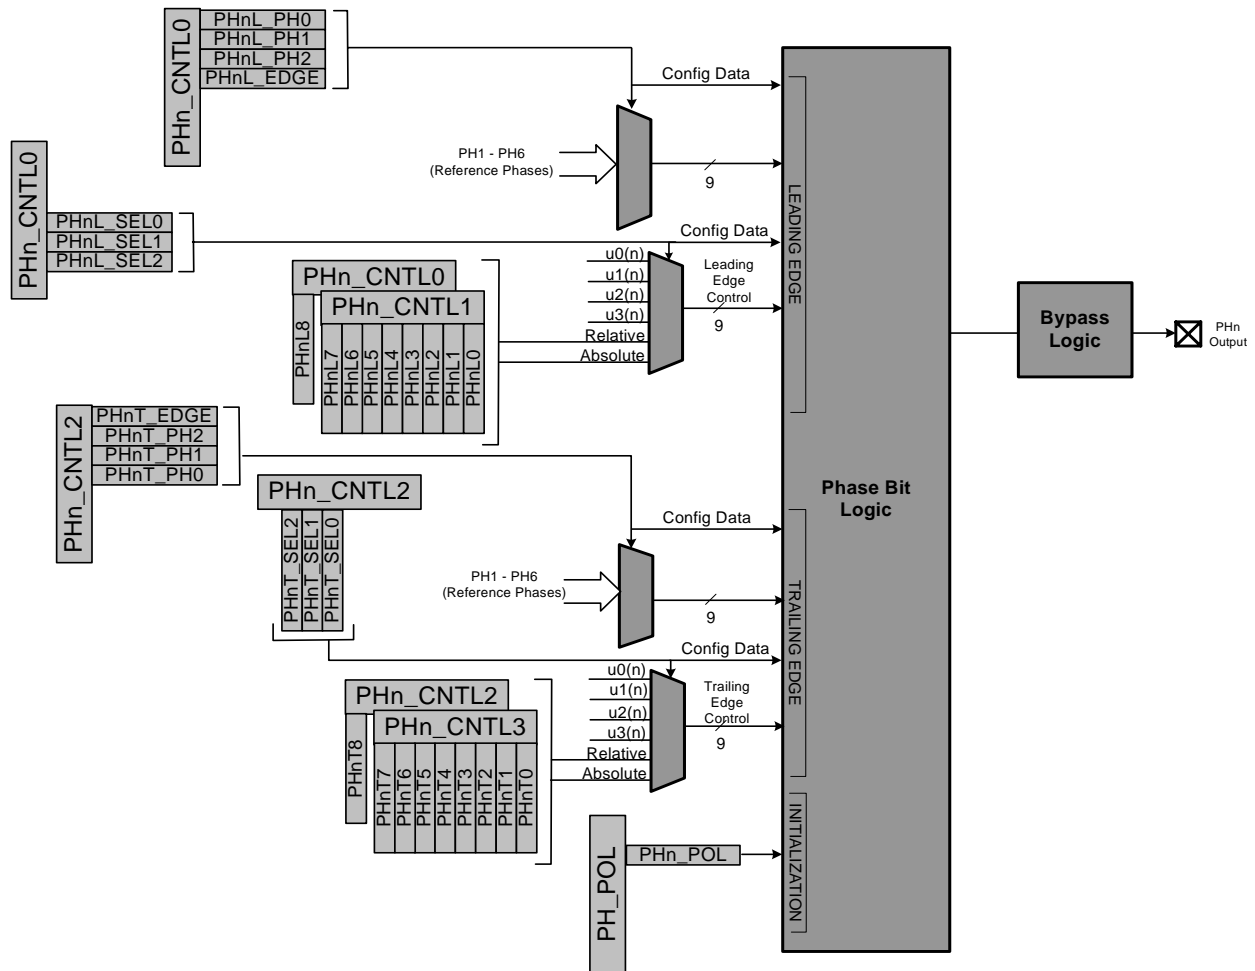 PHn_CNTL0
PHnL_PH0
PHnL_PH1
PHnL_PH2
PHnL_EDGE
Config Data
PH1 - PH6
(Reference Phases)
9
PHn_CNTL0
PHnL_SEL0
PHnL_SEL1
PHnL_SEL2
Config Data
u0(n)
u1(n)
u2(n)
u3(n)
Relative
Absolute
Leading
Edge
Control
9
PHn_CNTL0
PHn_CNTL1
PHnL8
PHnL7
PHnL6
PHnL5
PHnL4
PHnL3
PHnL2
PHnL1
PHnL0
LEADING EDGE
Bypass
Logic
PHn
Output
PHn_CNTL2
PHnT_EDGE
PHnT_PH2
PHnT_PH1
PHnT_PH0
PHn_CNTL2
PHnT_SEL2
PHnT_SEL1
PHnT_SEL0
Phase Bit
Logic
Config Data
PH1 - PH6
(Reference Phases)
9
TRAILING EDGE
Config Data
u0(n)
u1(n)
u2(n)
u3(n)
Relative
Absolute
Trailing
Edge
Control
9
PHn_CNTL2
PHn_CNTL3
PHnT8
PHnT7
PHnT6
PHnT5
PHnT4
PHnT3
PHnT2
PHnT1
PHnT0
PH_POL
PHn_POL
INITIALIZATION